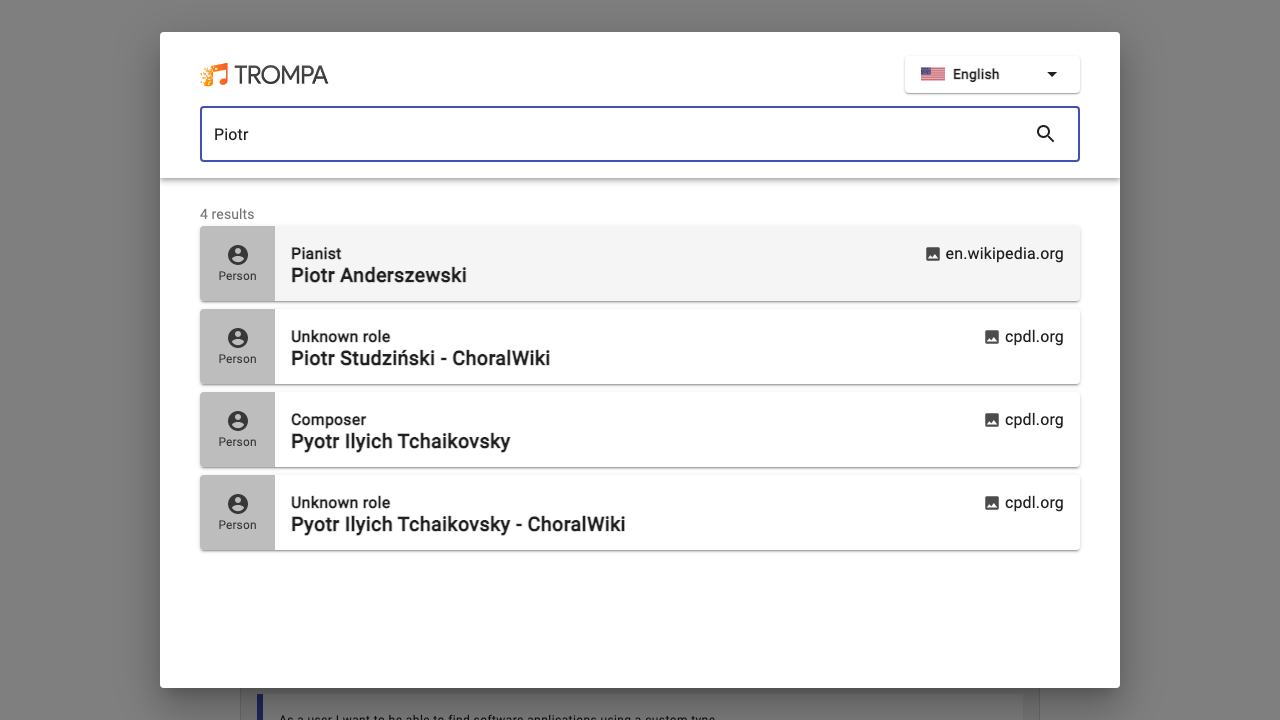 TROMPA
English
Piotr
4 results
Person
Pianist
Piotr Anderszewski
en.wikipedia.org
Person
Unknown role
Piotr Studziński - ChoralWiki
cpdl.org
Person
Composer
Pyotr Ilyich Tchaikovsky
cpdl.org
Person
Unknown role
Pyotr Ilyich Tchaikovsky - ChoralWiki
cpdl.org
As a user I want to be able to find software applications using a custom type